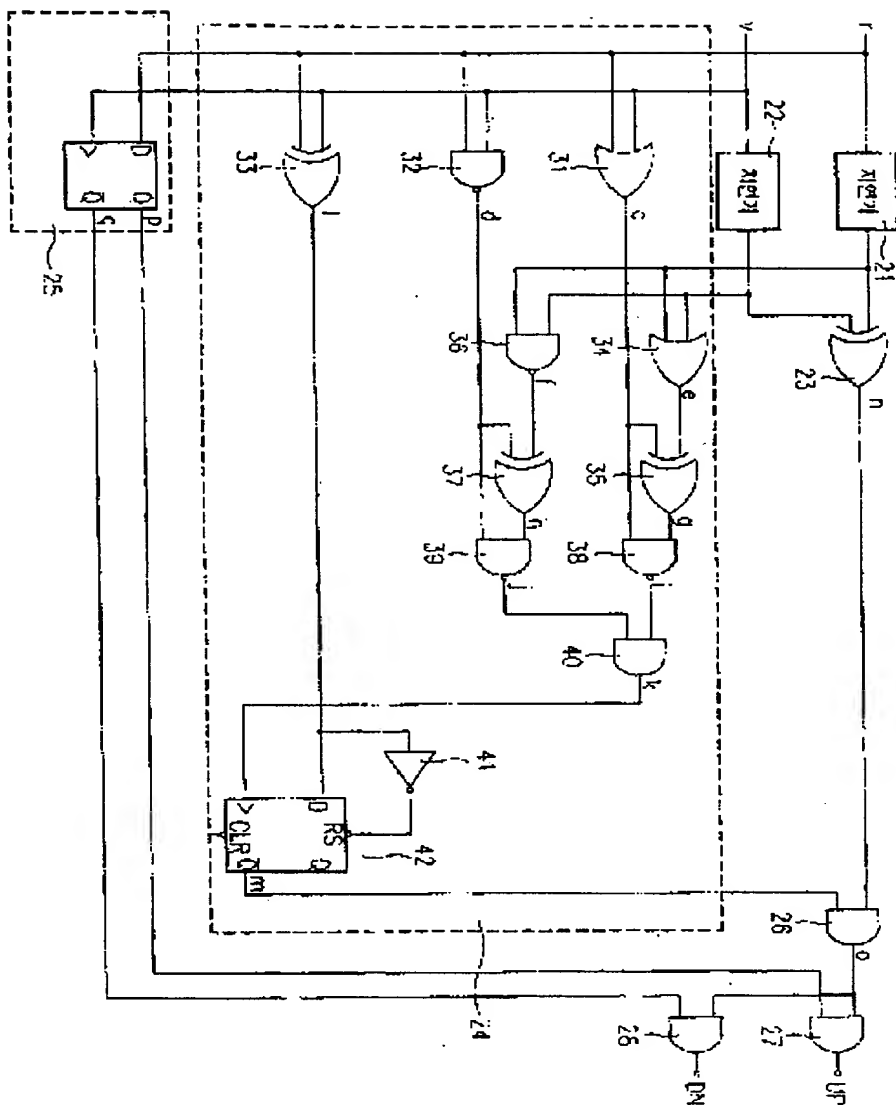 r
지연기
21
23
n
26
o
27
UP
v
지연기
22
28
DN
31
c
34
e
35
g
38
i
40
k
32
d
36
f
37
h
39
j
33
l
41
42
D
RS
Q
CLR
Q̅
m
24
D
Q
p
Q̅
q
25